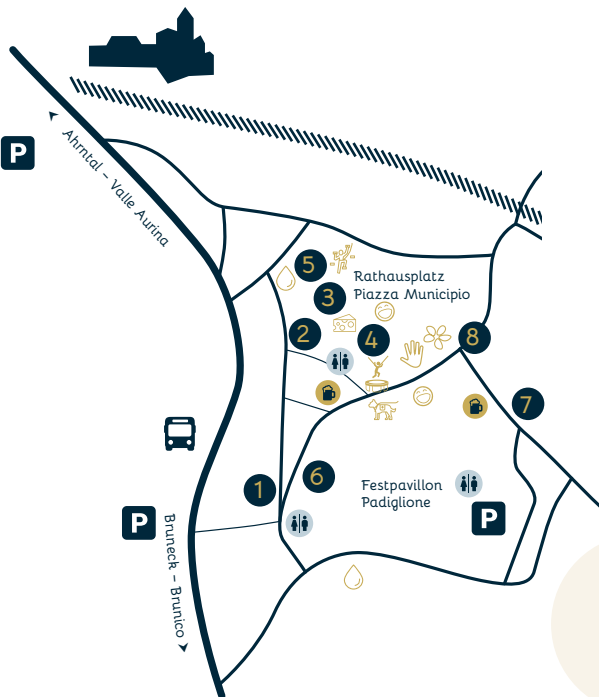 P
Ahrntal – Valle Aurina
5
Rathausplatz
Piazza Municipio
3
2
4
8
7
6
1
Festpavillon
Padiglione
P
P
Bruneck – Brunico